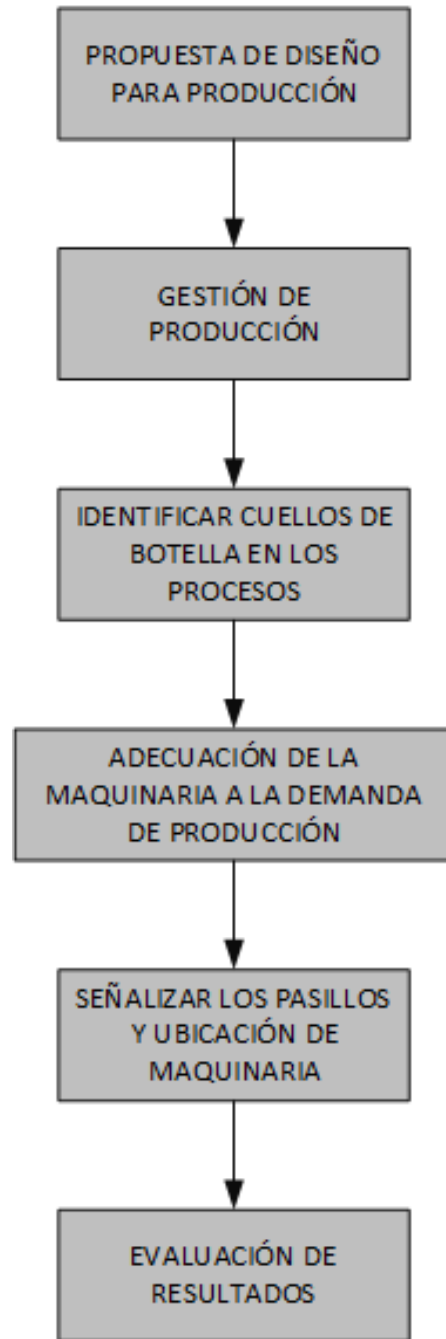 PROPUESTA DE DISEÑO
PARA PRODUCCIÓN
GESTIÓN DE
PRODUCCIÓN
IDENTIFICAR CUELLOS DE
BOTELLA EN LOS
PROCESOS
ADECUACIÓN DE LA
MAQUINARIA A LA DEMANDA
DE PRODUCCIÓN
SEÑALIZAR LOS PASILLOS
Y UBICACIÓN DE
MAQUINARIA
EVALUACIÓN DE
RESULTADOS